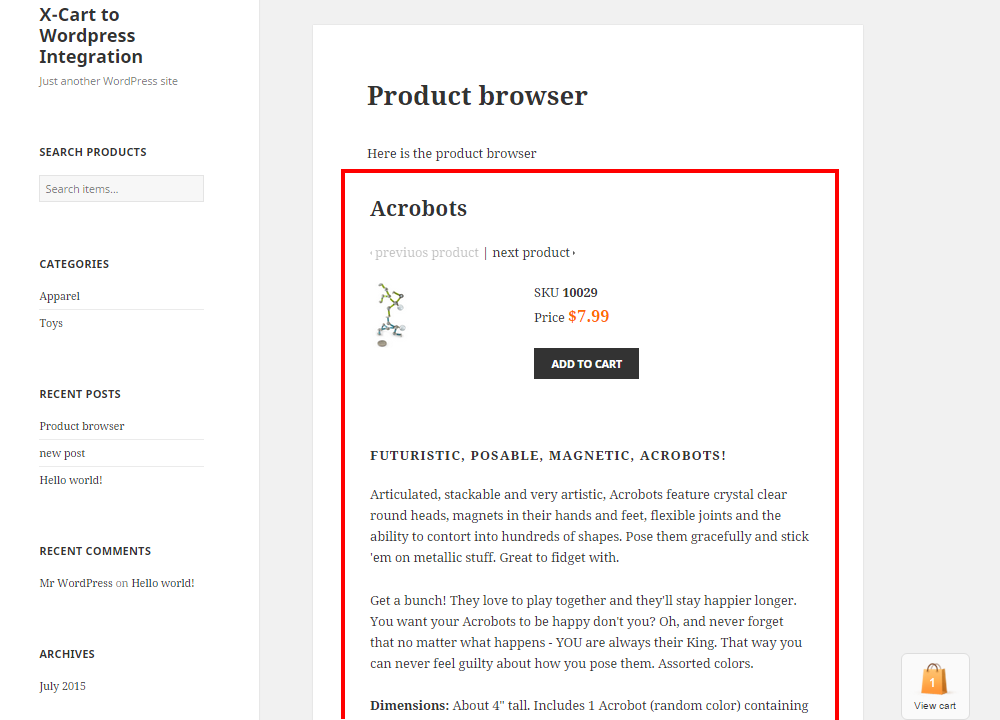 X-Cart to
Wordpress
Integration
Just another WordPress site
SEARCH PRODUCTS
Search items...
CATEGORIES
Apparel
Toys
RECENT POSTS
Product browser
new post
Hello world!
RECENT COMMENTS
Mr WordPress on Hello world!
ARCHIVES
July 2015
Product browser
Here is the product browser
Acrobots
‹ previuos product | next product ›
SKU 10029
Price $7.99
ADD TO CART
FUTURISTIC, POSABLE, MAGNETIC, ACROBOTS!
Articulated, stackable and very artistic, Acrobots feature crystal clear
round heads, magnets in their hands and feet, flexible joints and the
ability to contort into hundreds of shapes. Pose them gracefully and stick
'em on metallic stuff. Great to fidget with.
Get a bunch! They love to play together and they'll stay happier longer.
You want your Acrobots to be happy don't you? Oh, and never forget
that no matter what happens - YOU are always their King. That way you
can never feel guilty about how you pose them. Assorted colors.
Dimensions: About 4" tall. Includes 1 Acrobot (random color) containing
1
View cart